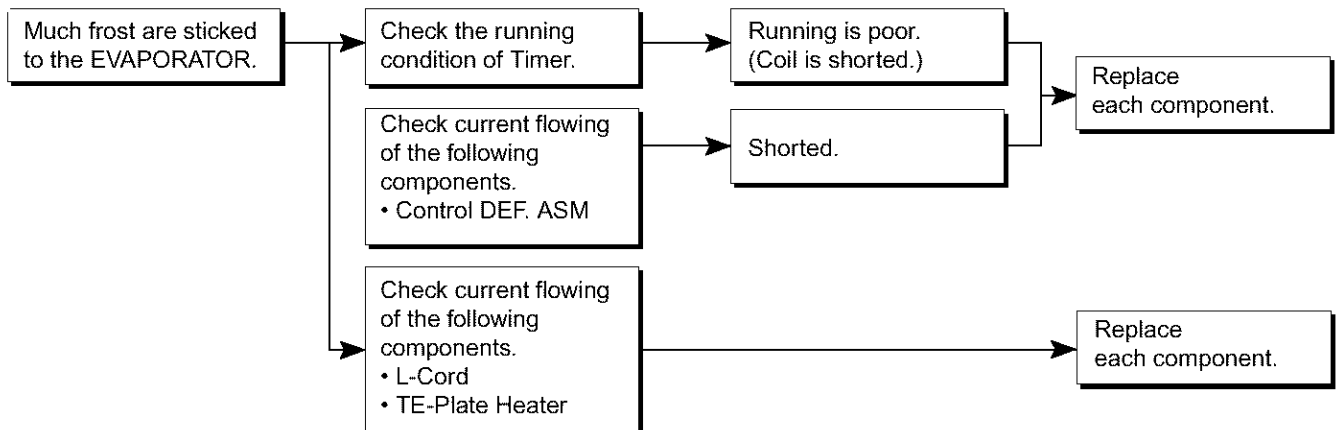 Much frost are sticked
to the EVAPORATOR.
Check the running
condition of Timer.
Running is poor.
(Coil is shorted.)
Replace
each component.
Check current flowing
of the following
components.
• Control DEF. ASM
Shorted.
Check current flowing
of the following
components.
• L-Cord
• TE-Plate Heater
Replace
each component.